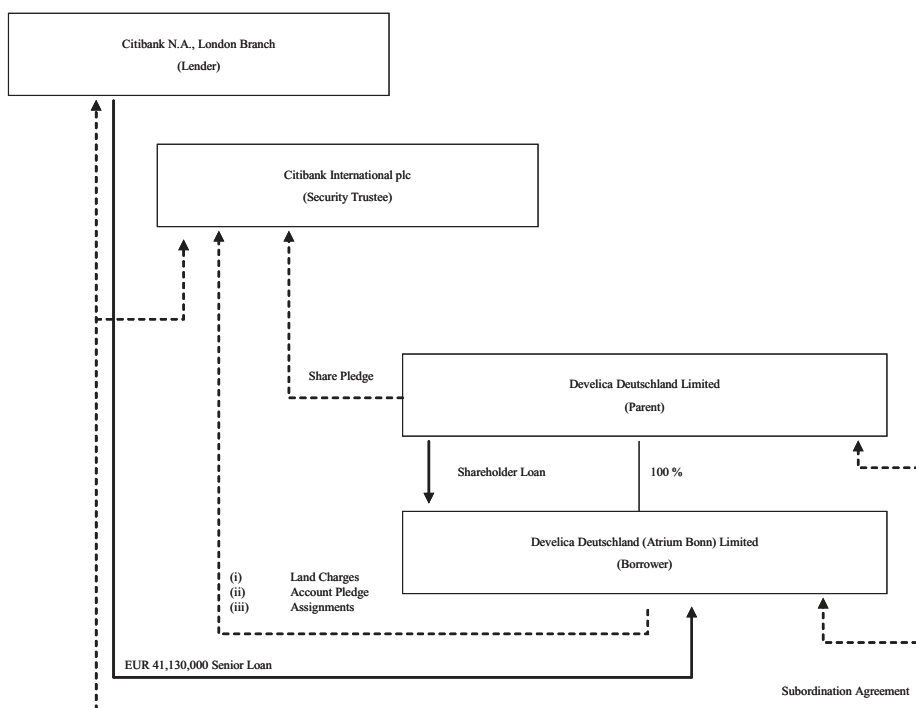 Citibank N.A., London Branch
(Lender)
Citibank International plc
(Security Trustee)
Share Pledge
Develica Deutschland Limited
(Parent)
Shareholder Loan
100 %
Develica Deutschland (Atrium Bonn) Limited
(Borrower)
(i) Land Charges
(ii) Account Pledge
(iii) Assignments
EUR 41,130,000 Senior Loan
Subordination Agreement